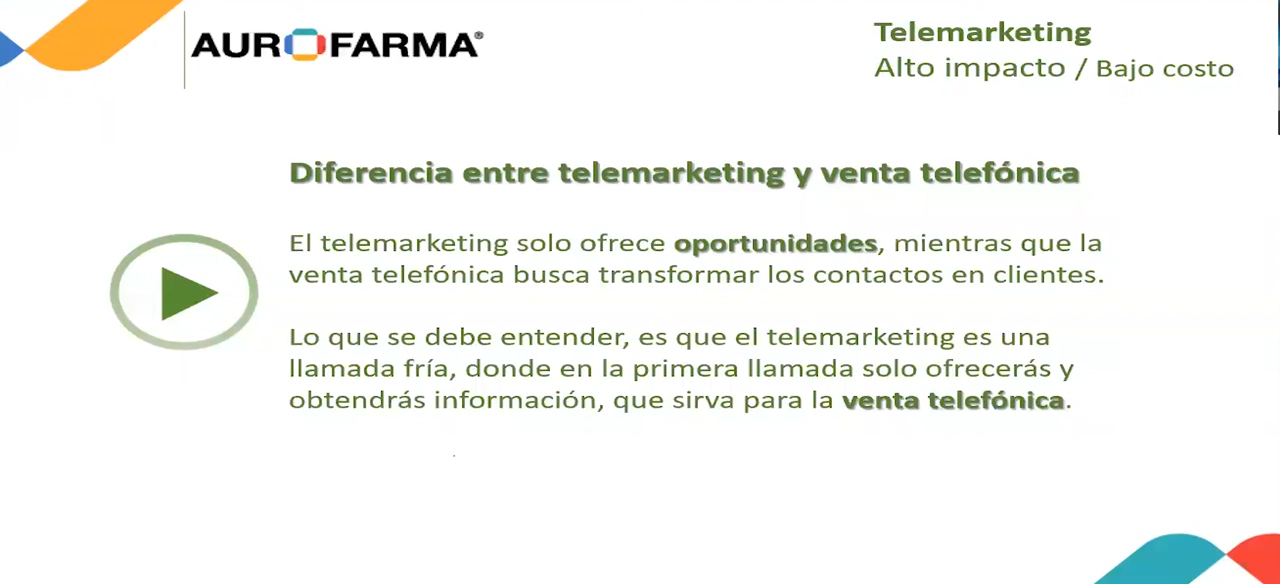 AUROFARMA®
Telemarketing
Alto impacto / Bajo costo
Diferencia entre telemarketing y venta telefónica
El telemarketing solo ofrece oportunidades, mientras que la
venta telefónica busca transformar los contactos en clientes.
Lo que se debe entender, es que el telemarketing es una
llamada fría, donde en la primera llamada solo ofrecerás y
obtendrás información, que sirva para la venta telefónica.